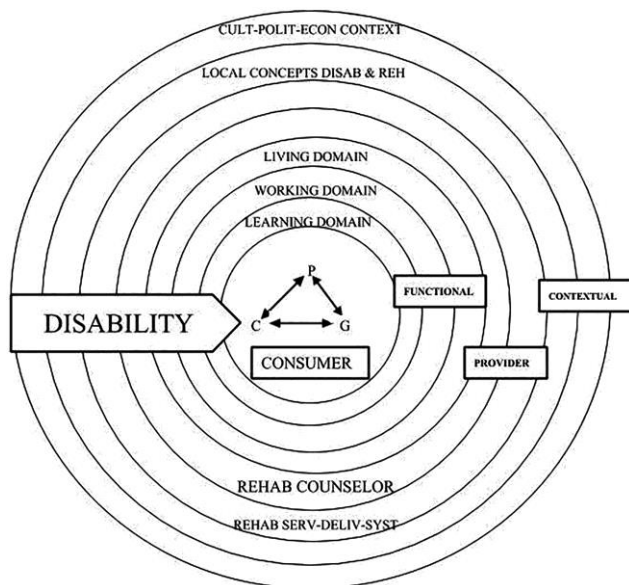 CULT-POLIT-ECON CONTEXT
LOCAL CONCEPTS DISAB & REH
LIVING DOMAIN
WORKING DOMAIN
LEARNING DOMAIN
P
FUNCTIONAL
CONTEXTUAL
DISABILITY
C
G
CONSUMER
PROVIDER
REHAB COUNSELOR
REHAB SERV-DELIV-SYST